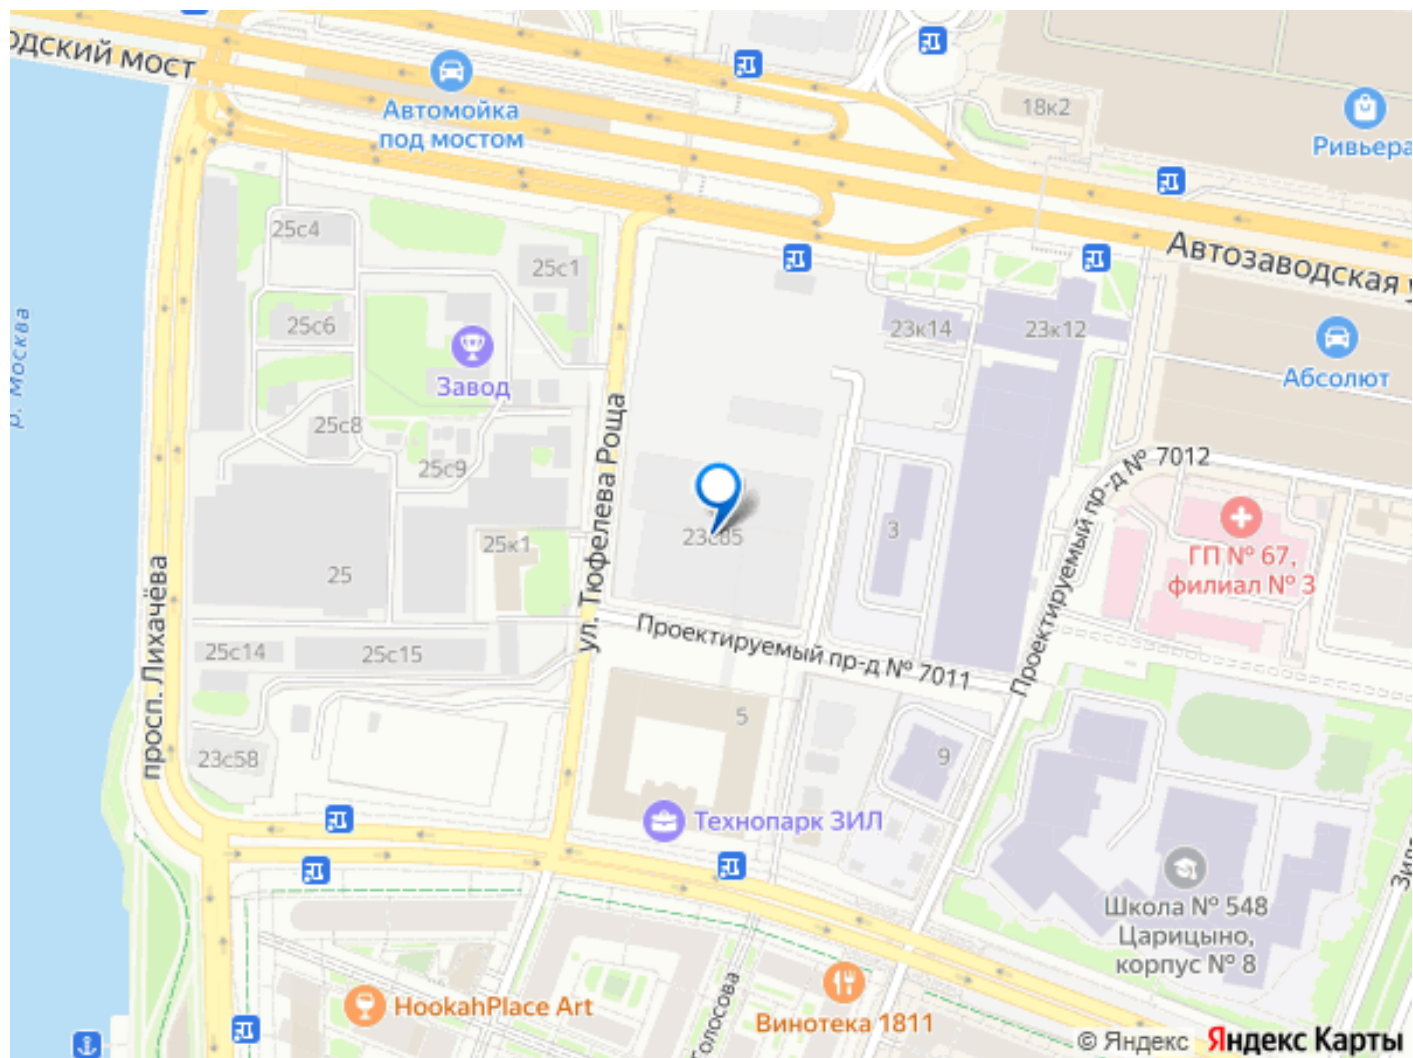 одский мост
Автомойка
под мостом
18к2
Ривьера
25с4
25с1
Автозаводская у
р. Москва
25с6
23к14
23к12
Завод
Абсолют
25с8
25с9
ул. Тюфелева Роща
Проектируемый пр-д № 7012
23с85
3
25к1
ГП № 67,
филиал № 3
25
просп. Лихачёва
25с14
25с15
Проектируемый пр-д № 7011
5
23с58
9
Технопарк ЗИЛ
Школа № 548
Царицыно,
корпус № 8
Зил
HookahPlace Art
Голосова
Винотека 1811
© Яндекс Яндекс Карты